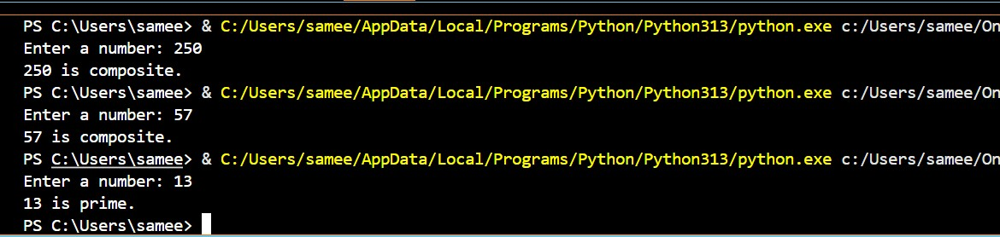 PS C:\Users\samee> & C:/Users/samee/AppData/Local/Programs/Python/Python313/python.exe c:/Users/samee/On
Enter a number: 250
250 is composite.
PS C:\Users\samee> & C:/Users/samee/AppData/Local/Programs/Python/Python313/python.exe c:/Users/samee/On
Enter a number: 57
57 is composite.
PS C:\Users\samee> & C:/Users/samee/AppData/Local/Programs/Python/Python313/python.exe c:/Users/samee/On
Enter a number: 13
13 is prime.
PS C:\Users\samee>